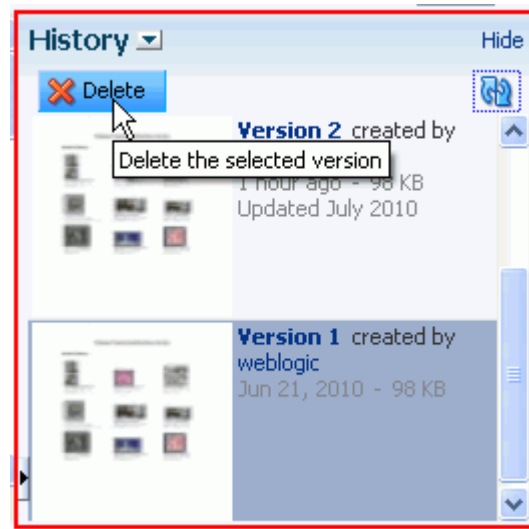 History
Hide
Delete
Version 2 created by
Delete the selected version
1 hour ago - 98 KB
Updated July 2010
Version 1 created by
weblogic
Jun 21, 2010 - 98 KB